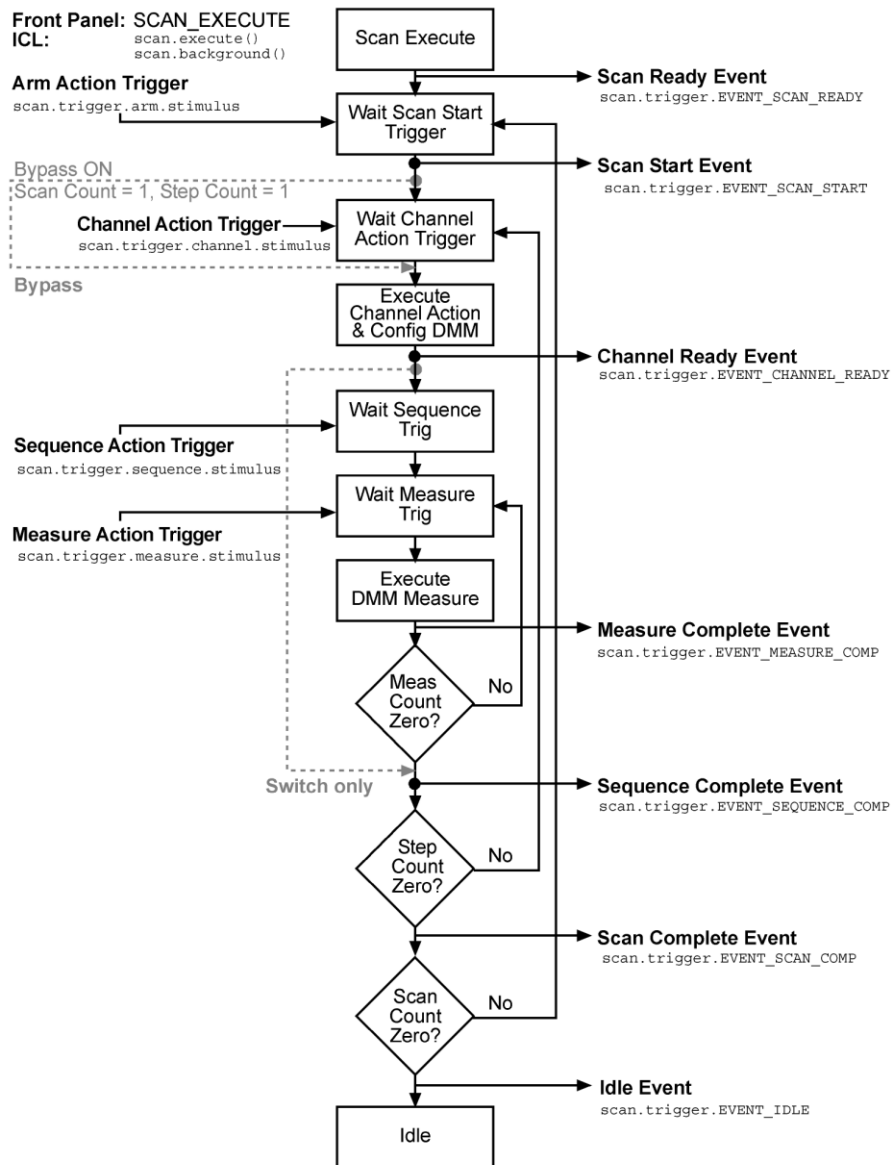 Front Panel: SCAN_EXECUTE
ICL: scan.execute()
scan.background()
Scan Execute
Arm Action Trigger
scan.trigger.arm.stimulus
Scan Ready Event
scan.trigger.EVENT_SCAN_READY
Wait Scan Start
Trigger
Bypass ON
Scan Count = 1, Step Count = 1
Scan Start Event
scan.trigger.EVENT_SCAN_START
Channel Action Trigger
scan.trigger.channel.stimulus
Wait Channel
Action Trigger
Bypass
Execute
Channel Action
& Config DMM
Channel Ready Event
scan.trigger.EVENT_CHANNEL_READY
Wait Sequence
Trig
Sequence Action Trigger
scan.trigger.sequence.stimulus
Wait Measure
Trig
Measure Action Trigger
scan.trigger.measure.stimulus
Execute
DMM Measure
Measure Complete Event
scan.trigger.EVENT_MEASURE_COMP
Meas
Count
Zero?
No
Switch only
Sequence Complete Event
scan.trigger.EVENT_SEQUENCE_COMP
Step
Count
Zero?
No
Scan Complete Event
scan.trigger.EVENT_SCAN_COMP
Scan
Count
Zero?
No
Idle Event
scan.trigger.EVENT_IDLE
Idle